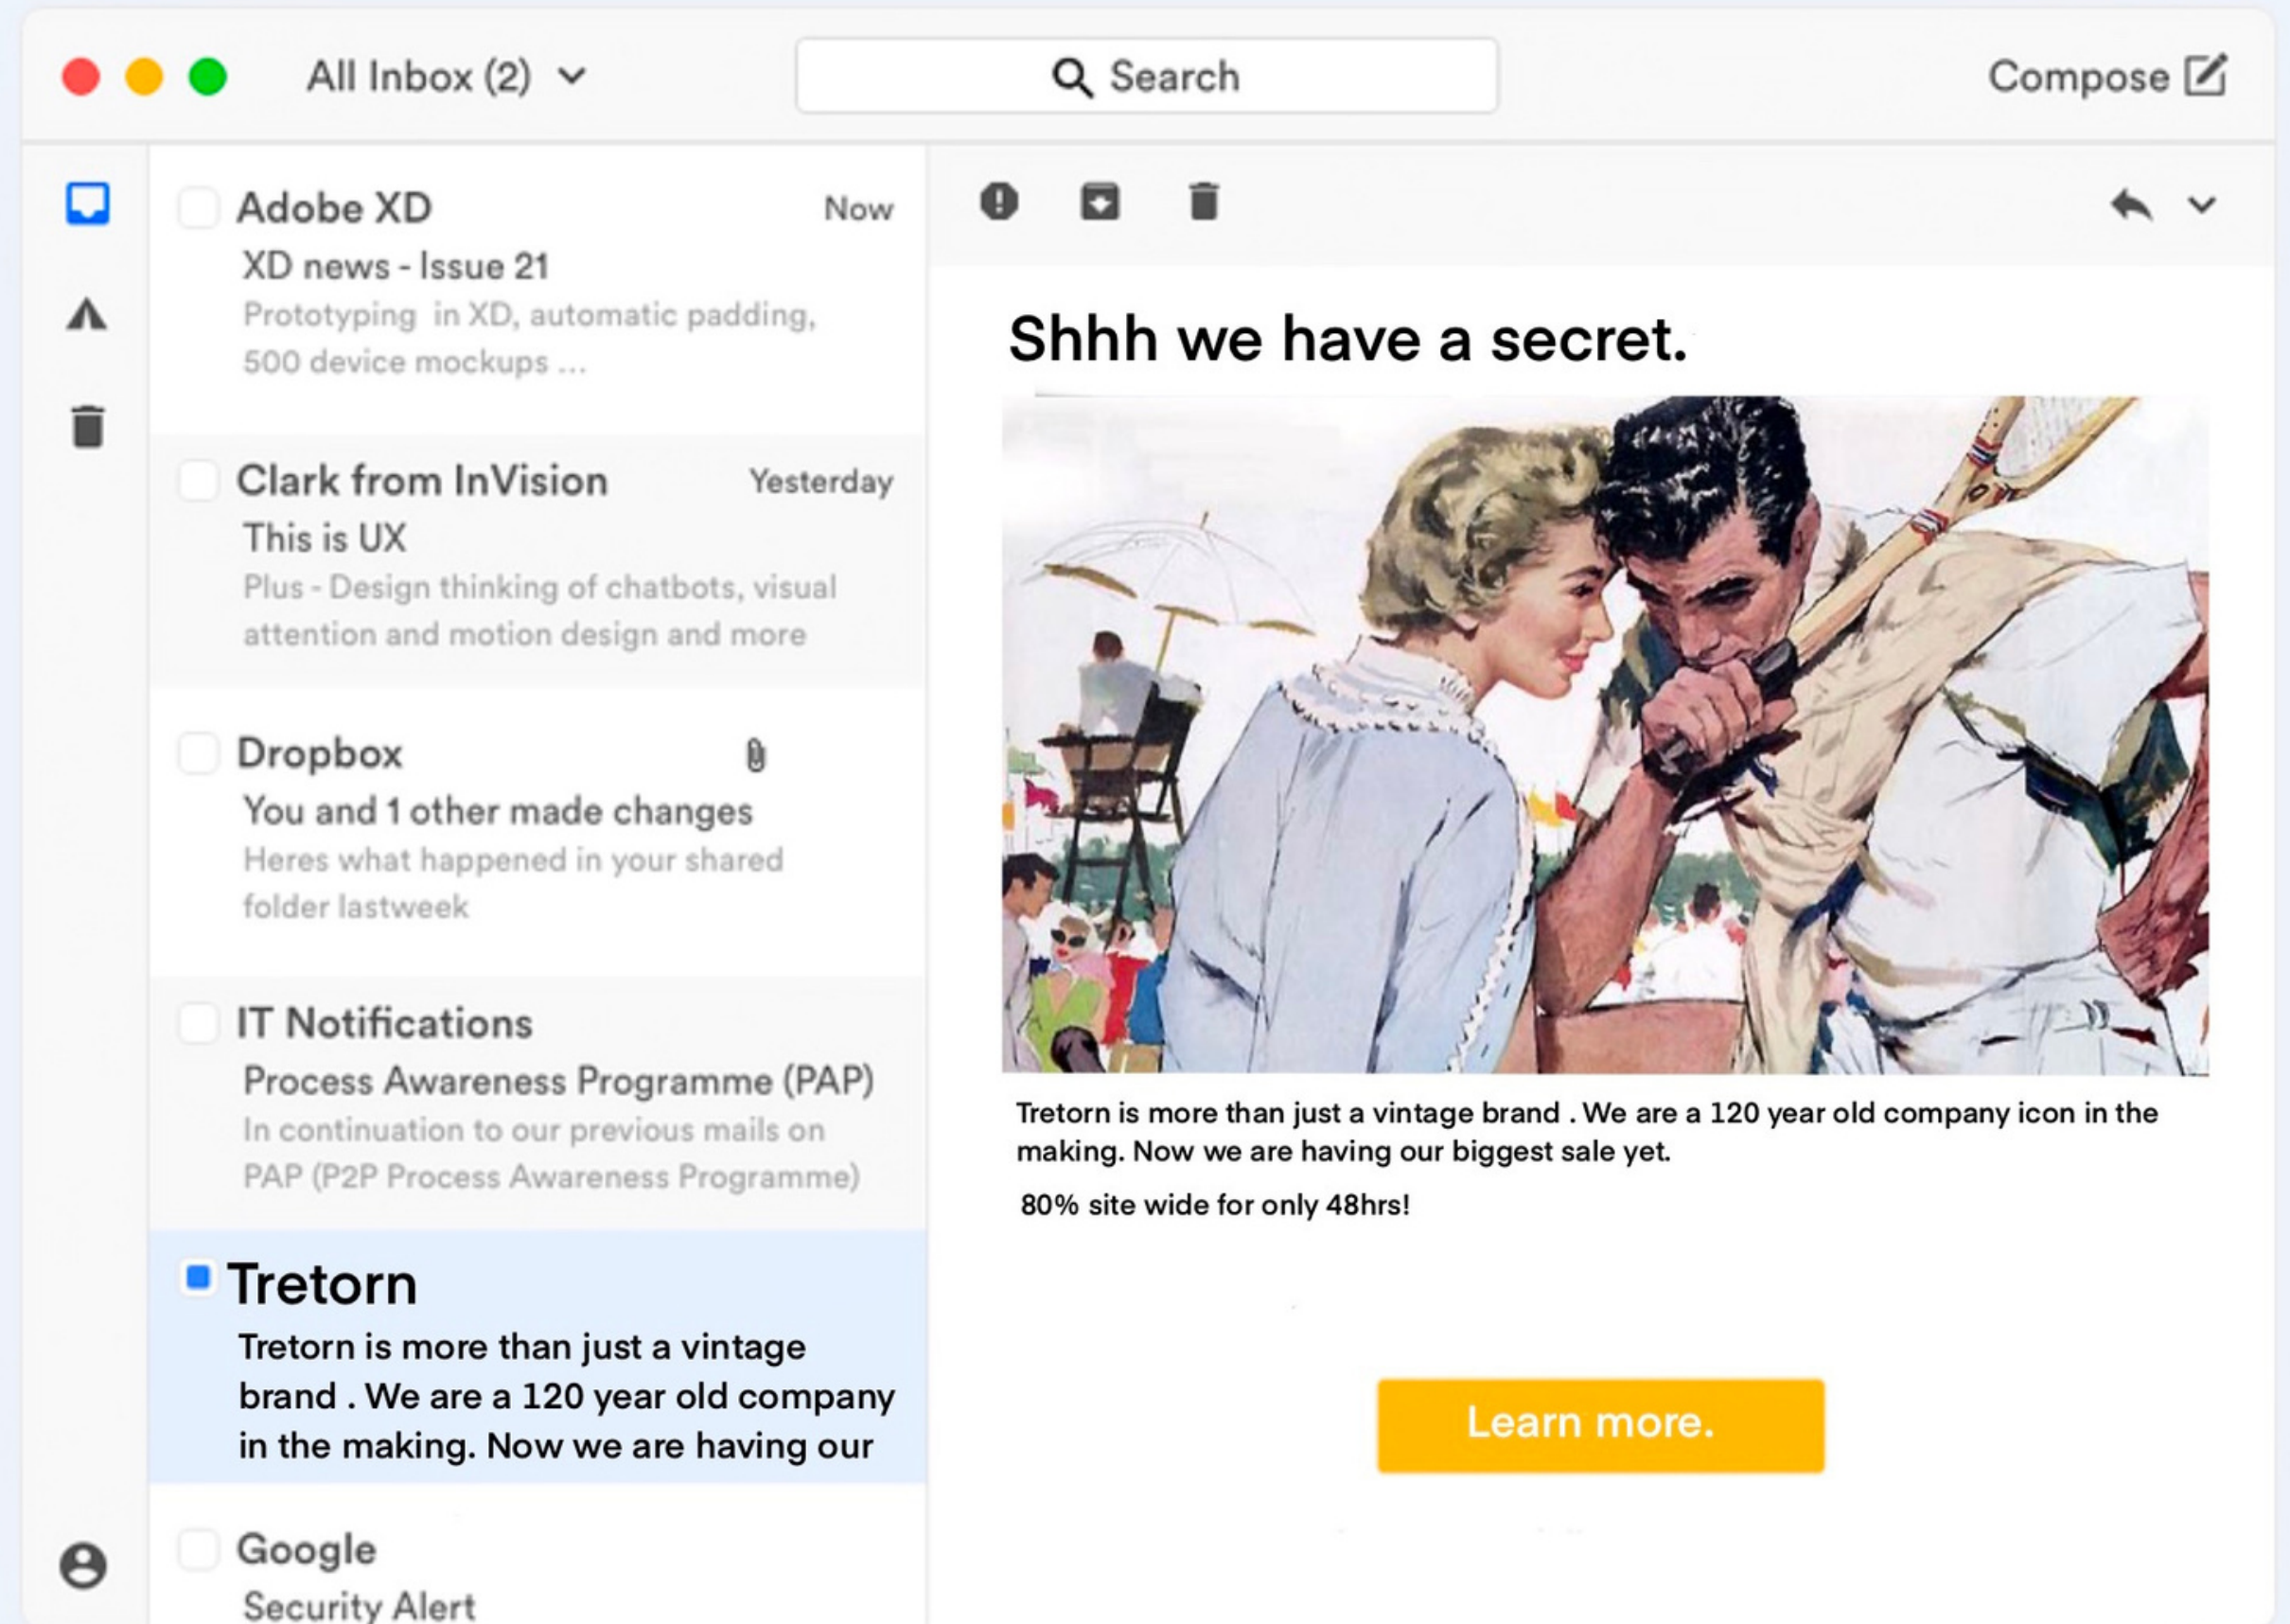 All Inbox (2)
Search
Compose
Adobe XD
Now
XD news - Issue 21
Prototyping in XD, automatic padding,
500 device mockups ...
Clark from InVision
Yesterday
This is UX
Plus - Design thinking of chatbots, visual
attention and motion design and more
Dropbox
You and 1 other made changes
Heres what happened in your shared
folder lastweek
IT Notifications
Process Awareness Programme (PAP)
In continuation to our previous mails on
PAP (P2P Process Awareness Programme)
Tretorn
Tretorn is more than just a vintage
brand . We are a 120 year old company
in the making. Now we are having our
Google
Security Alert
Shhh we have a secret.
Tretorn is more than just a vintage brand . We are a 120 year old company icon in the
making. Now we are having our biggest sale yet.
80% site wide for only 48hrs!
Learn more.